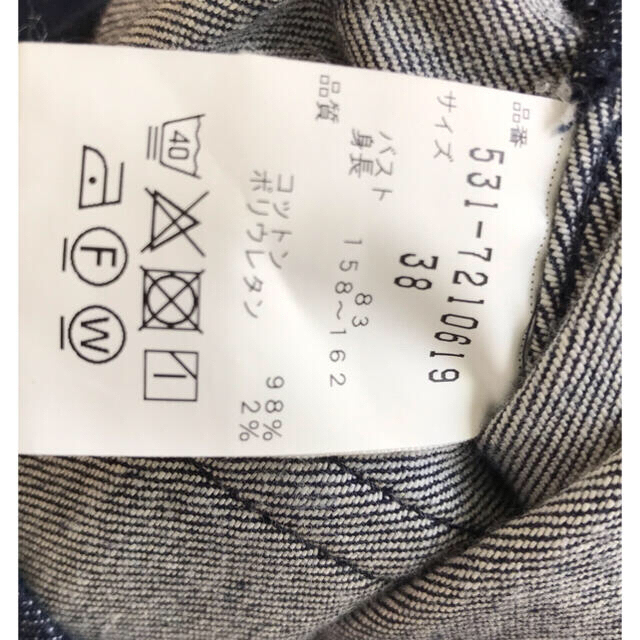 品番 531-7210619
サイズ 38
バスト 83
身長 158～162
品質
コットン 98%
ポリウレタン 2%
40
F W